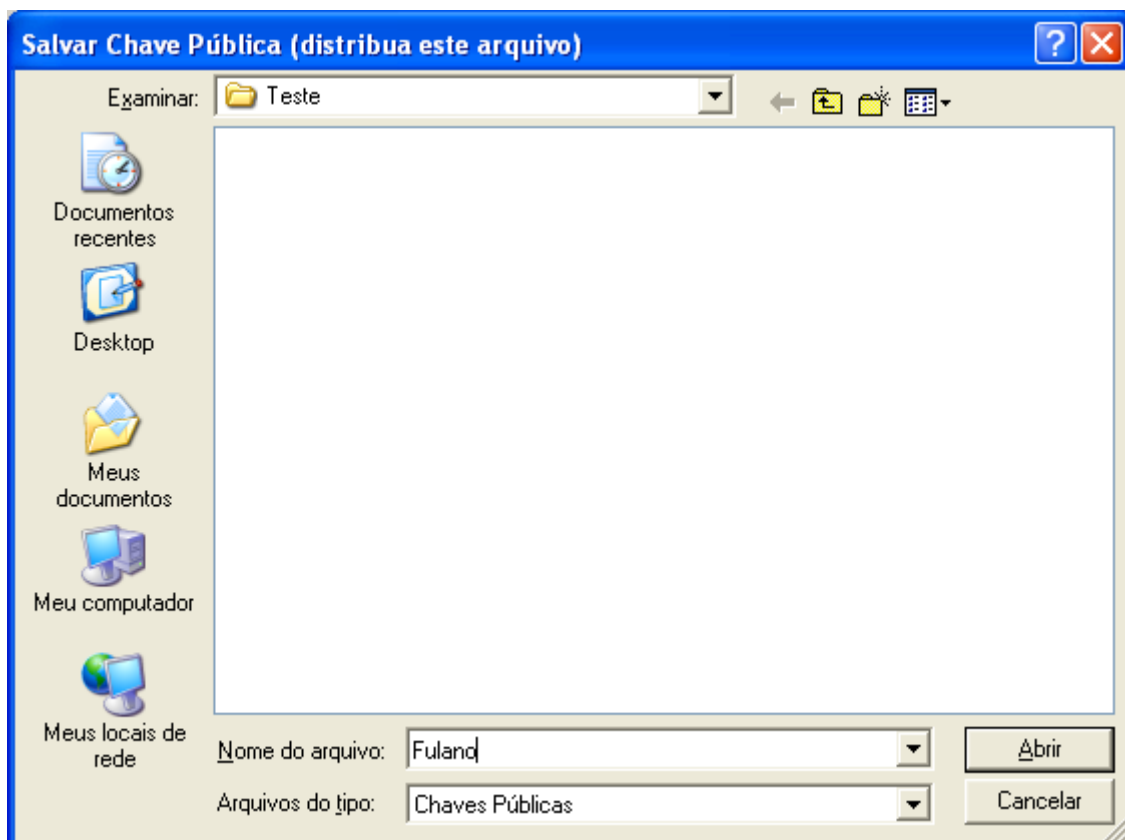 Salvar Chave Pública (distribua este arquivo)
Examinar:
Teste
Documentos
recentes
Desktop
Meus
documentos
Meu computador
Meus locais de
rede
Nome do arquivo:
Fulano
Abrir
Arquivos do tipo:
Chaves Públicas
Cancelar